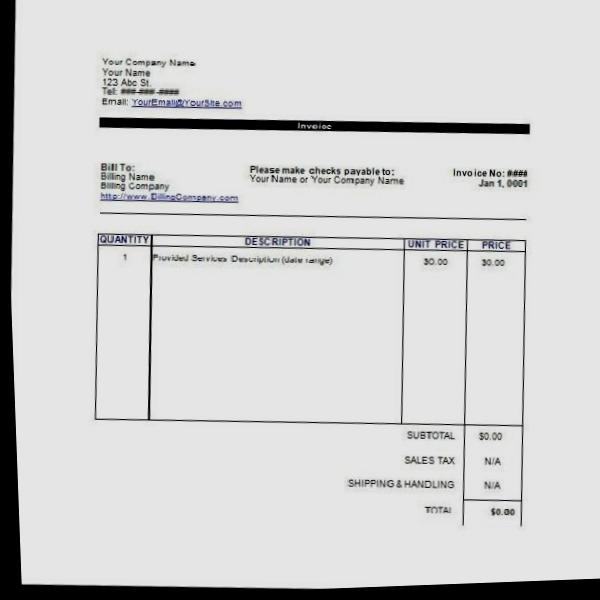 Your Company Name
Your Name
123 Abc St.
Tel: ###-###-####
Email: YourEmail@YourSite.com
Invoice
Bill To:
Billing Name
Billing Company
http://www.BillingCompany.com
Please make checks payable to:
Your Name or Your Company Name
Invoice No: ####
Jan 1, 0001
QUANTITY DESCRIPTION UNIT PRICE PRICE
1 Provided Services Description (date range) $0.00 $0.00
SUBTOTAL $0.00
SALES TAX N/A
SHIPPING & HANDLING N/A
TOTAL $0.00